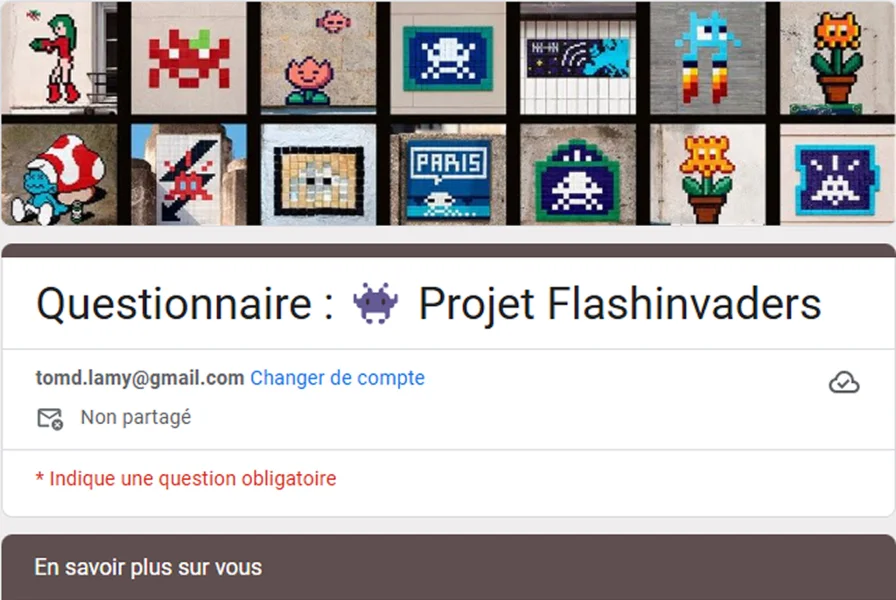 PARIS
Questionnaire : 👾 Projet Flashinvaders
tomd.lamy@gmail.com Changer de compte
Non partagé
* Indique une question obligatoire
En savoir plus sur vous